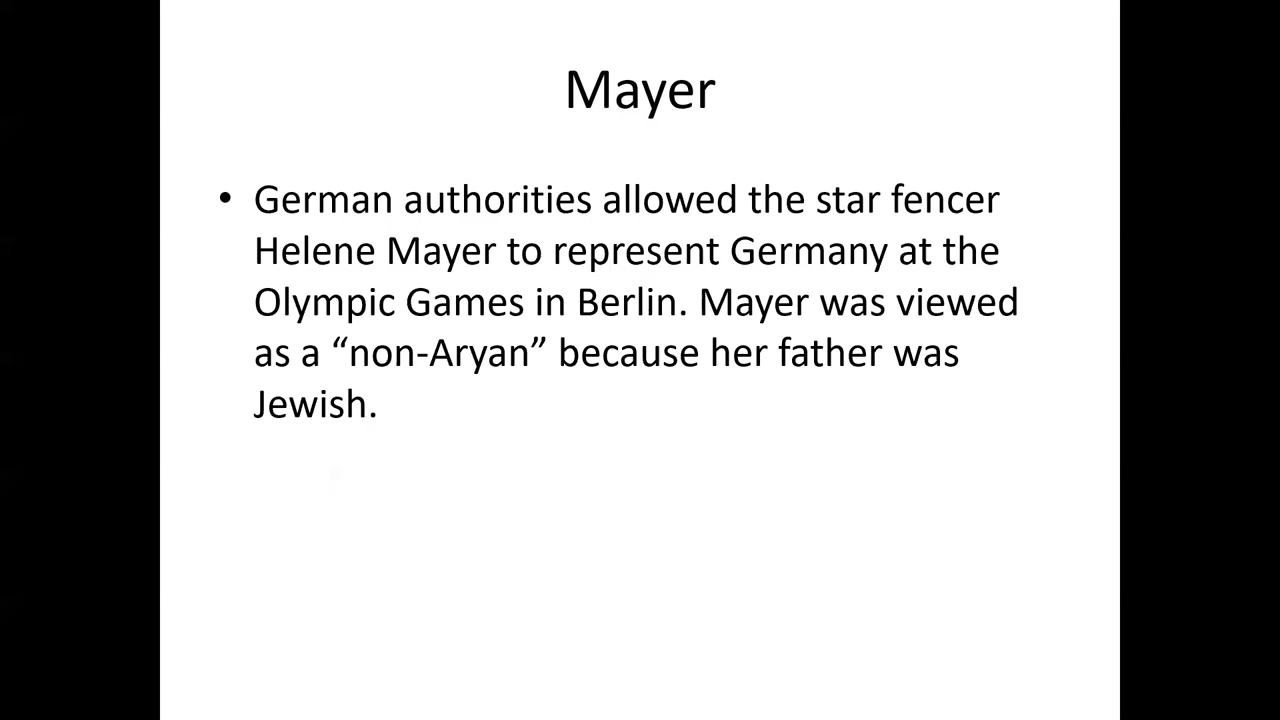 Mayer
• German authorities allowed the star fencer
Helene Mayer to represent Germany at the
Olympic Games in Berlin. Mayer was viewed
as a “non-Aryan” because her father was
Jewish.